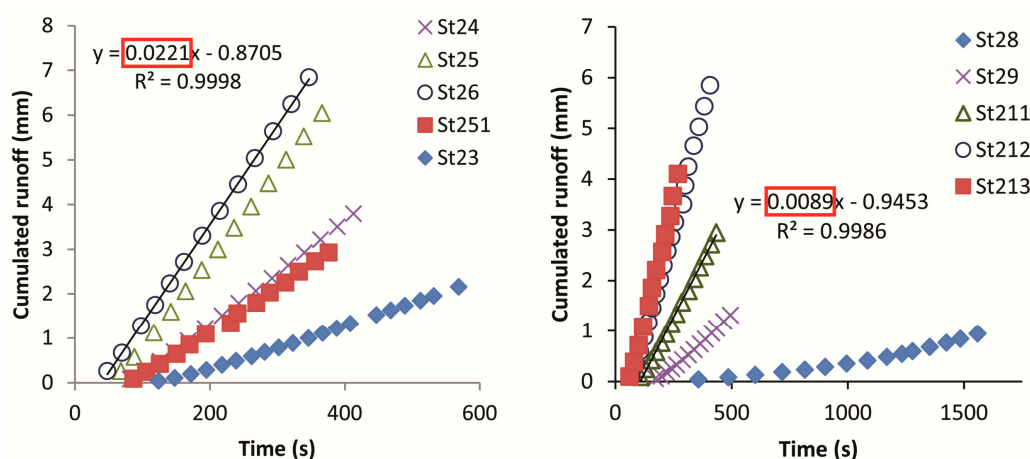 8
7
6
5
4
3
2
1
0
0
200
400
600
Cumulated runoff (mm)
Time (s)
y = 0.0221x - 0.8705
R² = 0.9998
St24
St25
St26
St251
St23
7
6
5
4
3
2
1
0
0
500
1000
1500
Cumulated runoff (mm)
Time (s)
y = 0.0089x - 0.9453
R² = 0.9986
St28
St29
St211
St212
St213